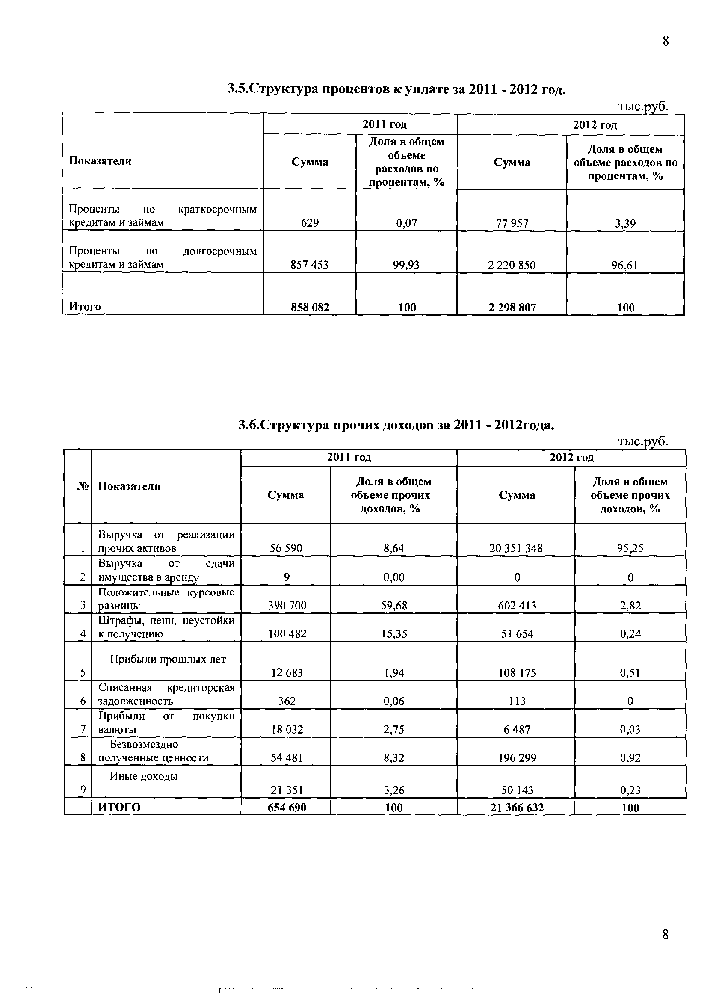 8
3.5.Структура процентов к уплате за 2011 - 2012 год.
тыс.руб.
2011 год
2012 год
Показатели
Сумма
Доля в общем
объеме
расходов по
процентам, %
Сумма
Доля в общем
объеме расходов по
процентам, %
Проценты по краткосрочным
кредитам и займам 629 0,07 77 957 3,39
Проценты по долгосрочным
кредитам и займам 857 453 99,93 2 220 850 96,61
Итого 858 082 100 2 298 807 100
3.6.Структура прочих доходов за 2011 - 2012года.
тыс.руб.
2011 год 2012 год
№ Показатели
Сумма
Доля в общем
объеме прочих
доходов, %
Сумма
Доля в общем
объеме прочих
доходов, %
Выручка от реализации
1 прочих активов 56 590 8,64 20 351 348 95,25
Выручка от сдачи
2 имущества в аренду 9 0,00 0 0
Положительные курсовые
3 разницы 390 700 59,68 602 413 2,82
Штрафы, пени, неустойки
4 к получению 100 482 15,35 51 654 0,24
Прибыли прошлых лет
5 12 683 1,94 108 175 0,51
Списанная кредиторская
6 задолженность 362 0,06 113 0
Прибыли от покупки
7 валюты 18 032 2,75 6 487 0,03
Безвозмездно
8 полученные ценности 54 481 8,32 196 299 0,92
Иные доходы
9 21 351 3,26 50 143 0,23
ИТОГО 654 690 100 21 366 632 100
8